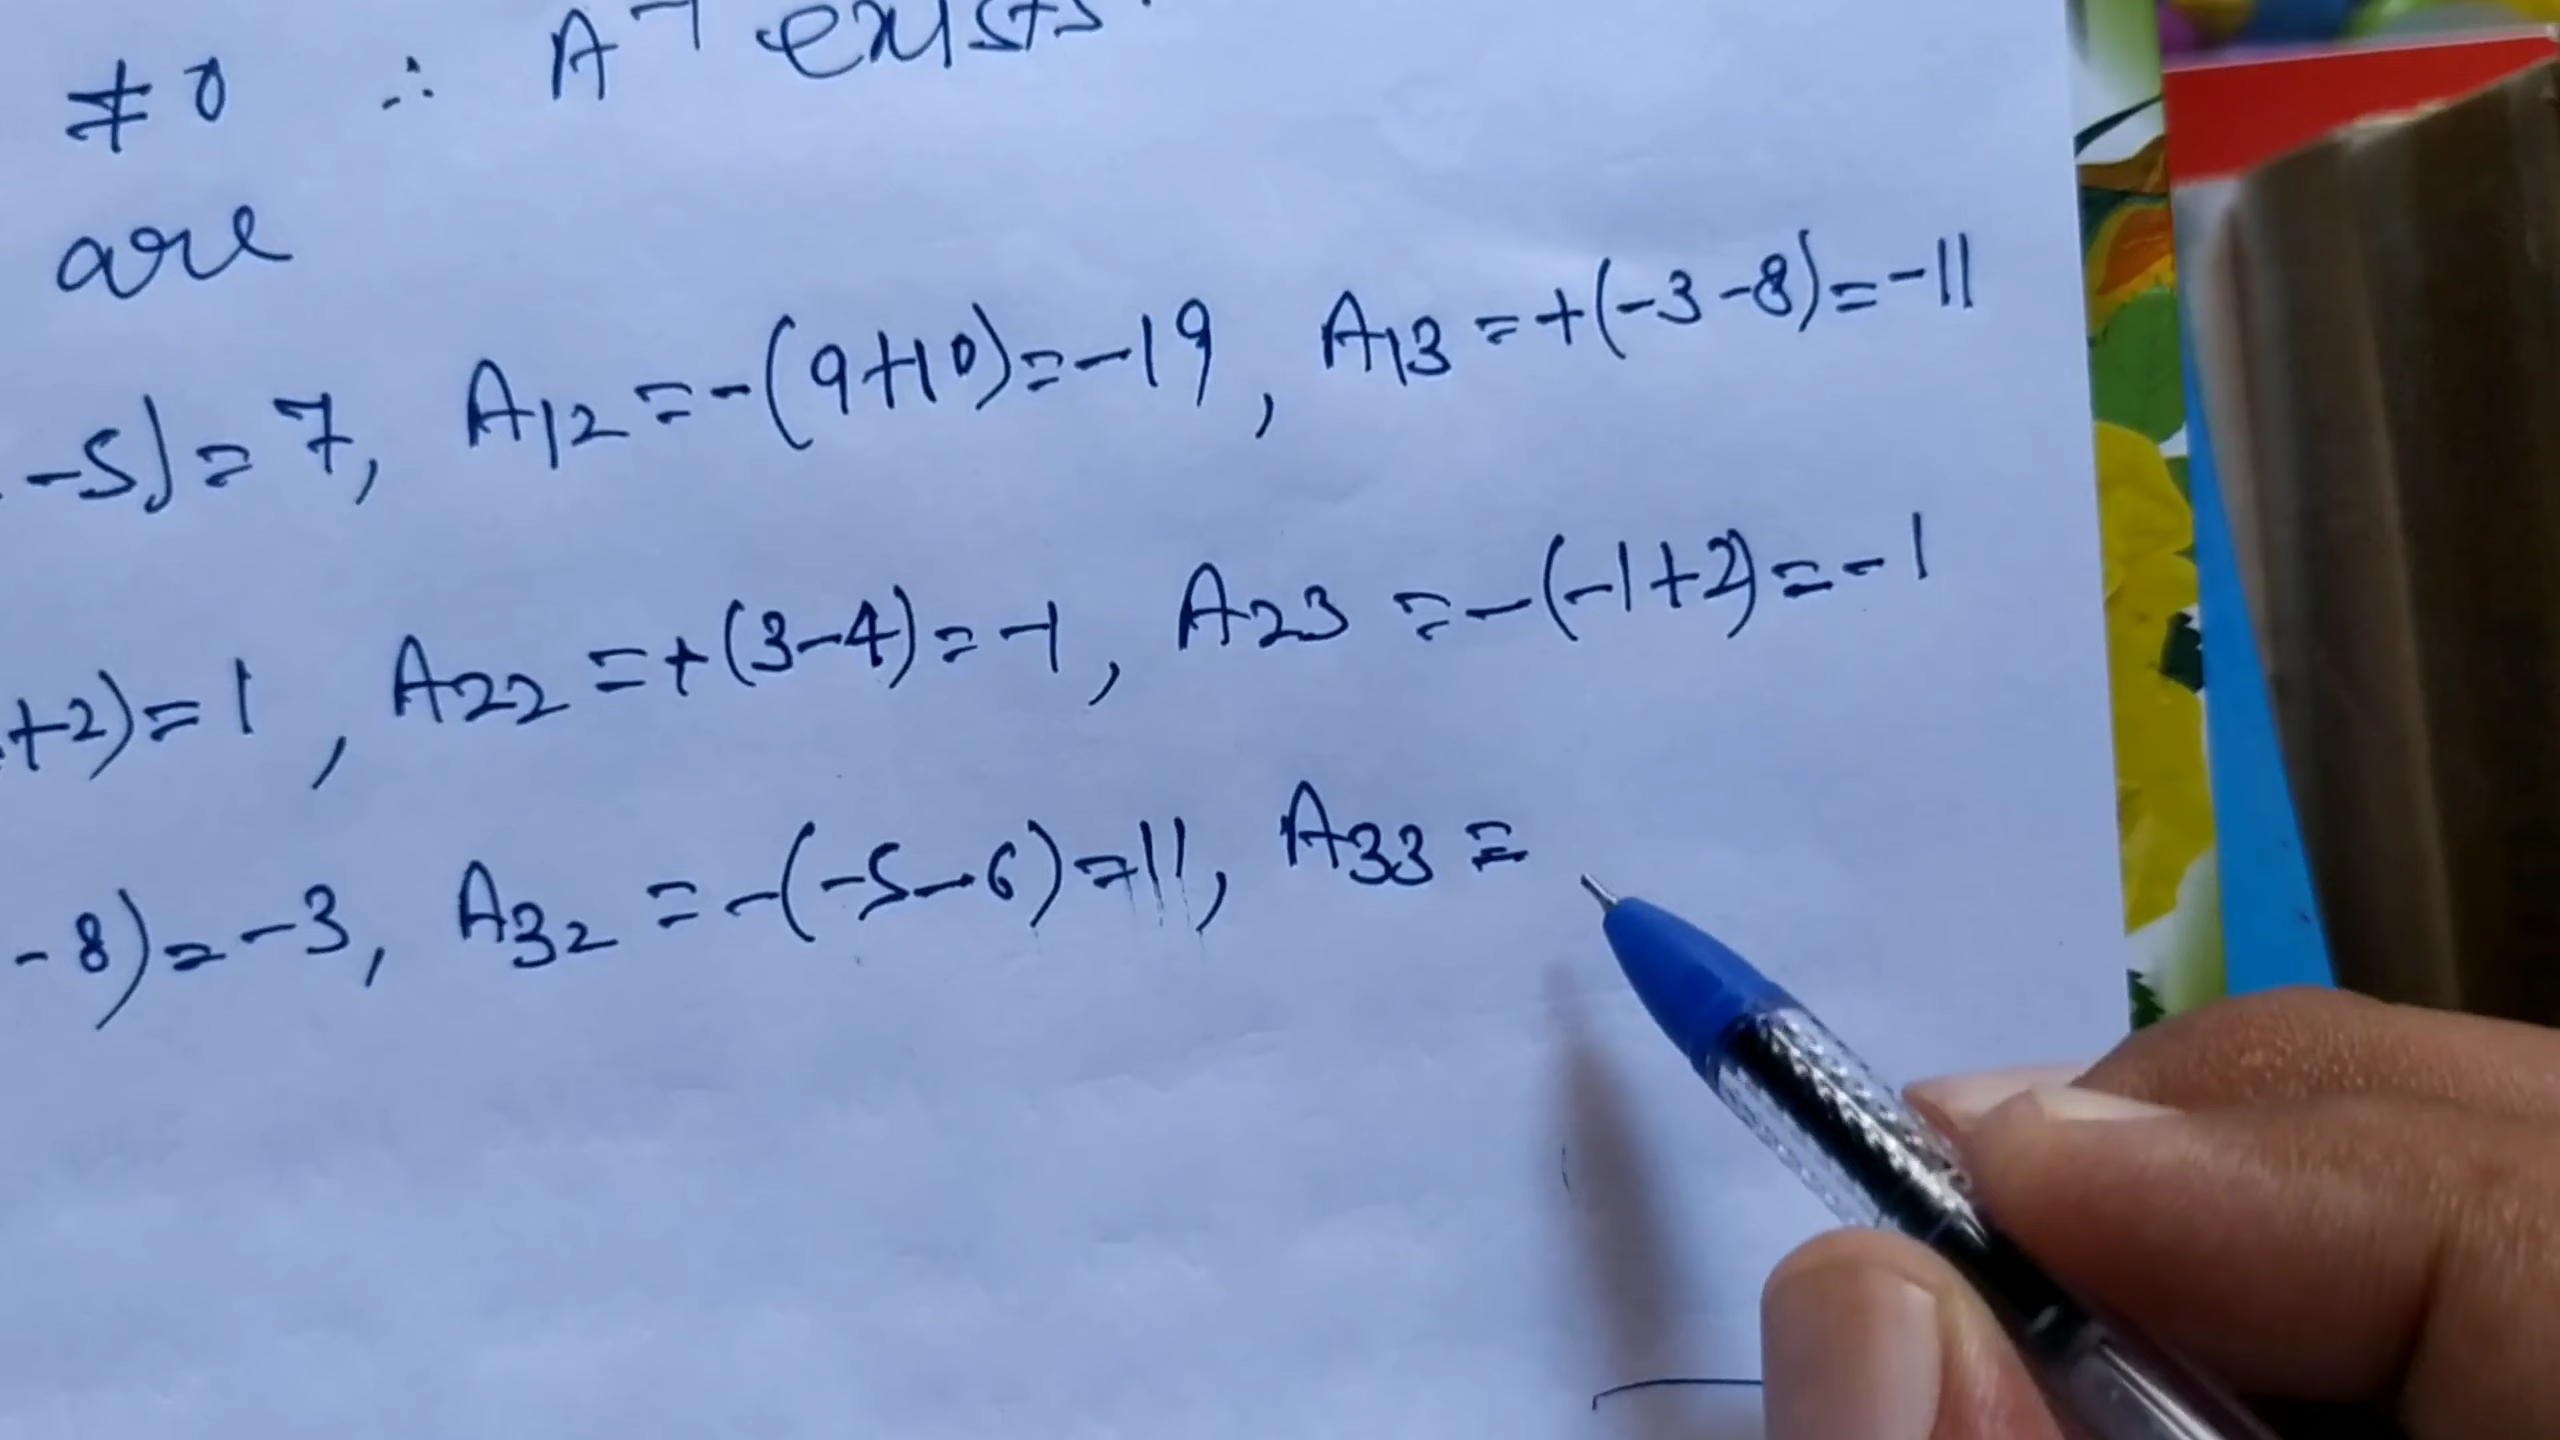 ≠0 ∴ A⁻¹ exists
are
-5)=7, A₁₂=-(9+10)=-19, A₁₃=+(-3-8)=-11
+2)=1, A₂₂=+(3-4)=-1, A₂₃=-(-1+2)=-1
-8)=-3, A₃₂=-(-5-6)=11, A₃₃=